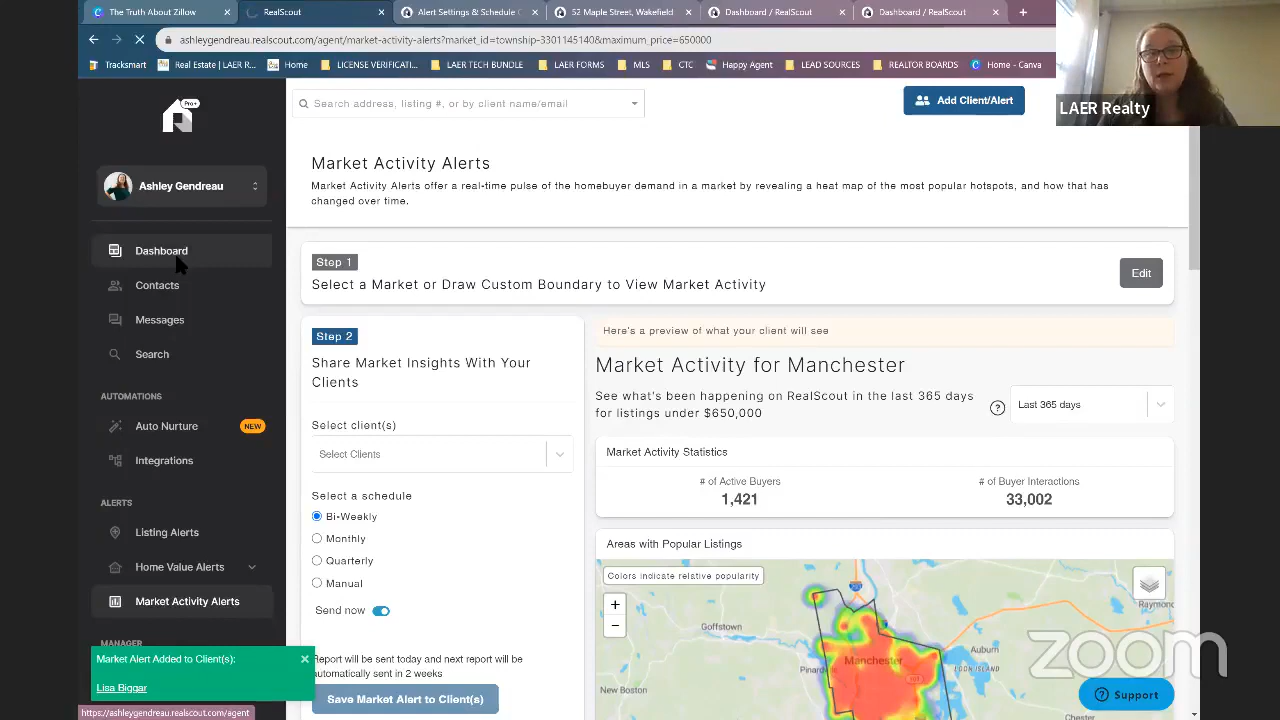 The Truth About Zillow
RealScout
Alert Settings & Schedule C
52 Maple Street, Wakefield
Dashboard / RealScout
Dashboard / RealScout
ashleygendreau.realscout.com/agent/market-activity-alerts?market_id=township-3301145140&maximum_price=650000
Tracksmart
Real Estate | LAER R...
Home
LICENSE VERIFICATI...
LAER TECH BUNDLE
LAER FORMS
MLS
CTC
Happy Agent
LEAD SOURCES
REALTOR BOARDS
Home - Canva
LAER Realty
Pro+
Search address, listing #, or by client name/email
Add Client/Alert
Ashley Gendreau
Dashboard
Contacts
Messages
Search
AUTOMATIONS
Auto Nurture
NEW
Integrations
ALERTS
Listing Alerts
Home Value Alerts
Market Activity Alerts
MANAGER
Market Alert Added to Client(s):
Lisa Biggar
https://ashleygendreau.realscout.com/agent
Market Activity Alerts
Market Activity Alerts offer a real-time pulse of the homebuyer demand in a market by revealing a heat map of the most popular hotspots, and how that has
changed over time.
Step 1
Select a Market or Draw Custom Boundary to View Market Activity
Edit
Step 2
Share Market Insights With Your
Clients
Select client(s)
Select Clients
Select a schedule
Bi-Weekly
Monthly
Quarterly
Manual
Send now
Report will be sent today and next report will be
automatically sent in 2 weeks
Save Market Alert to Client(s)
Here's a preview of what your client will see
Market Activity for Manchester
See what's been happening on RealScout in the last 365 days
for listings under $650,000
Last 365 days
Market Activity Statistics
# of Active Buyers
1,421
# of Buyer Interactions
33,002
Areas with Popular Listings
Colors indicate relative popularity
+
−
Goffstown
Manchester
Pinard
New Boston
Auburn
Raymond
Chester
zoom
Support